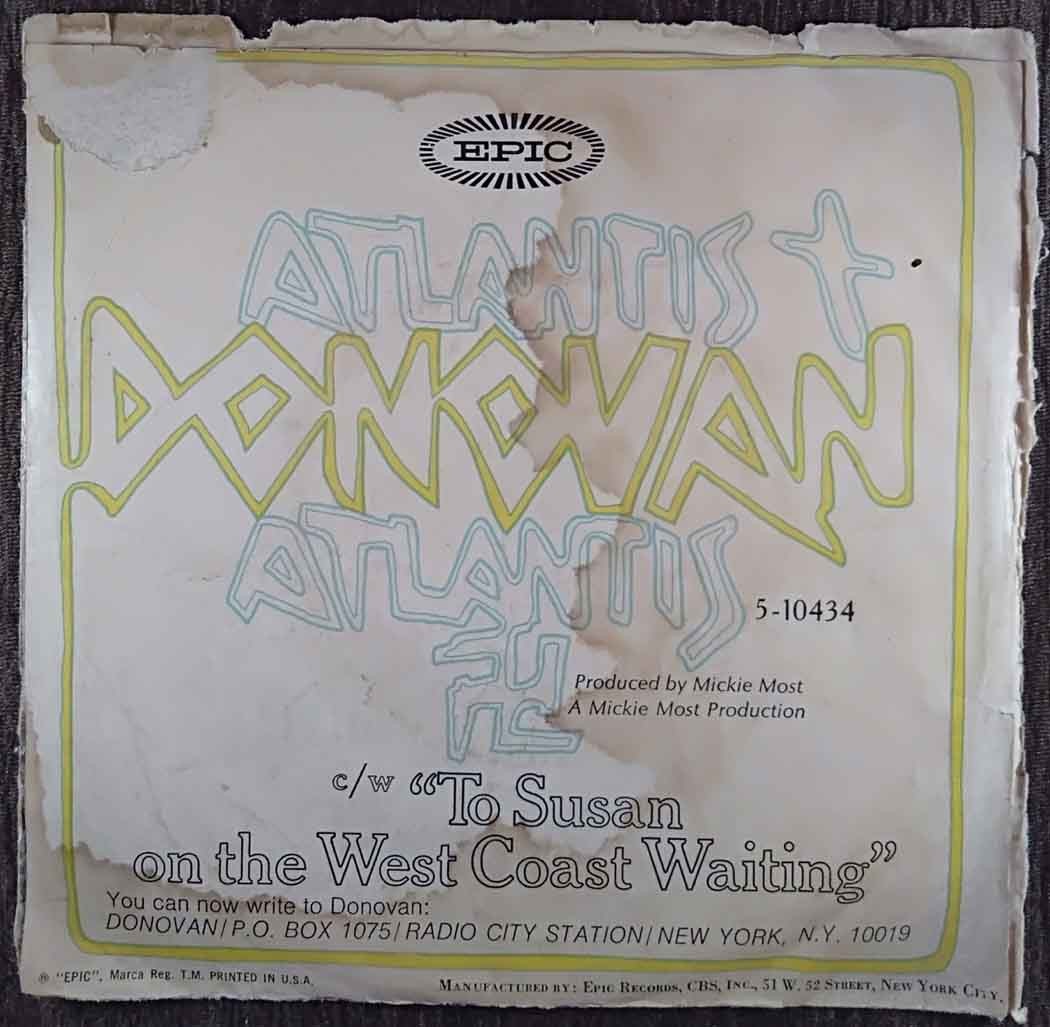 EPIC
ATLANTIS
DONOVAN
ATLANTIS
5-10434
Produced by Mickie Most
A Mickie Most Production
c/w “To Susan
on the West Coast Waiting”
You can now write to Donovan:
DONOVAN/P.O. BOX 1075/RADIO CITY STATION/NEW YORK, N.Y. 10019
® "EPIC", Marca Reg. T.M. PRINTED IN U.S.A.
MANUFACTURED BY: EPIC RECORDS, CBS, INC., 51 W. 52 STREET, NEW YORK CITY.